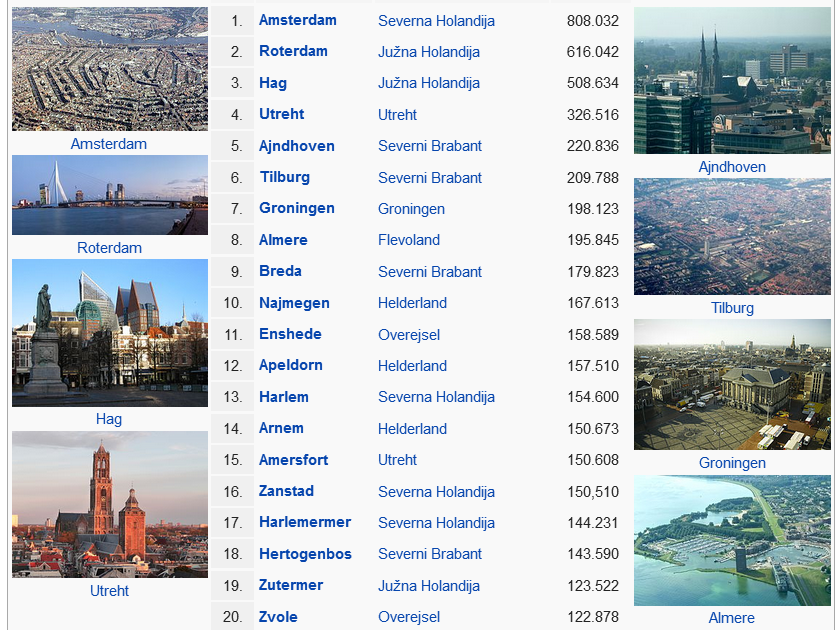 Amsterdam
Roterdam
Hag
Utreht
1. Amsterdam Severna Holandija 808.032
2. Roterdam Južna Holandija 616.042
3. Hag Južna Holandija 508.634
4. Utreht Utreht 326.516
5. Ajndhoven Severni Brabant 220.836
6. Tilburg Severni Brabant 209.788
7. Groningen Groningen 198.123
8. Almere Flevoland 195.845
9. Breda Severni Brabant 179.823
10. Najmegen Helderland 167.613
11. Enshede Overejsel 158.589
12. Apeldorn Helderland 157.510
13. Harlem Severna Holandija 154.600
14. Arnem Helderland 150.673
15. Amersfort Utreht 150.608
16. Zanstad Severna Holandija 150,510
17. Harlemermer Severna Holandija 144.231
18. Hertogenbos Severni Brabant 143.590
19. Zutermer Južna Holandija 123.522
20. Zvole Overejsel 122.878
Ajndhoven
Tilburg
Groningen
Almere